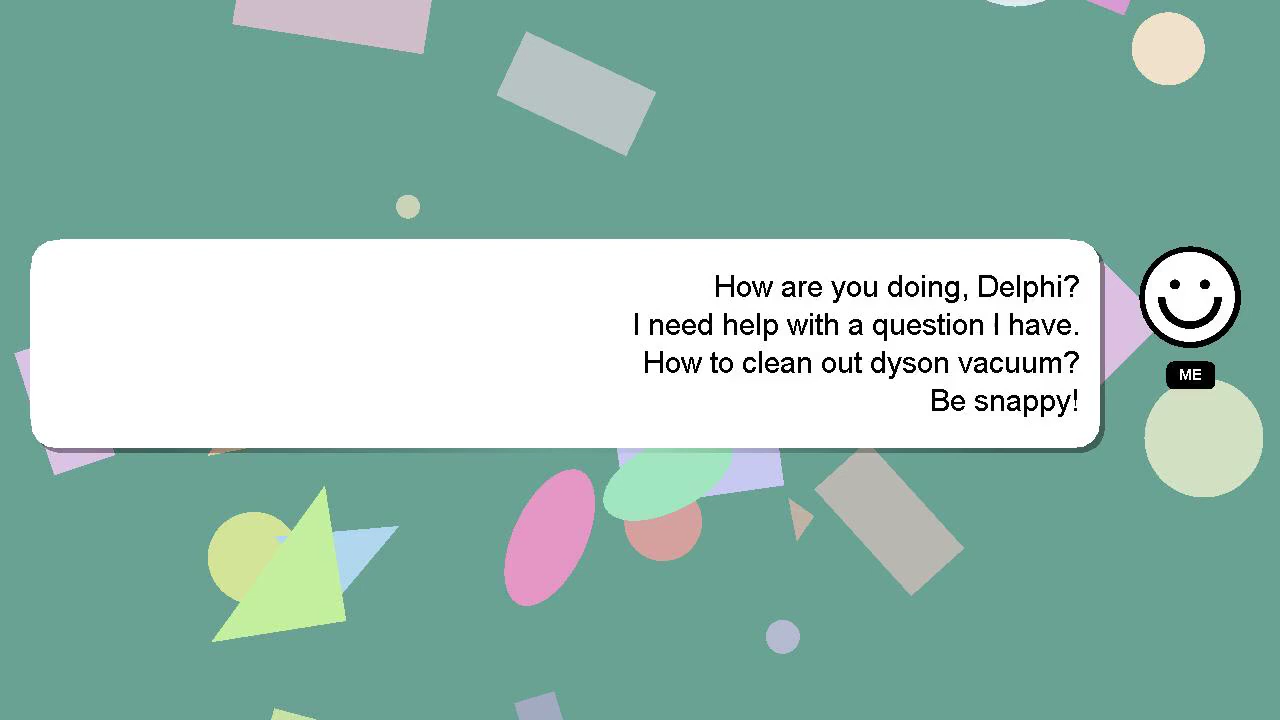 How are you doing, Delphi?
I need help with a question I have.
How to clean out dyson vacuum?
Be snappy!
ME